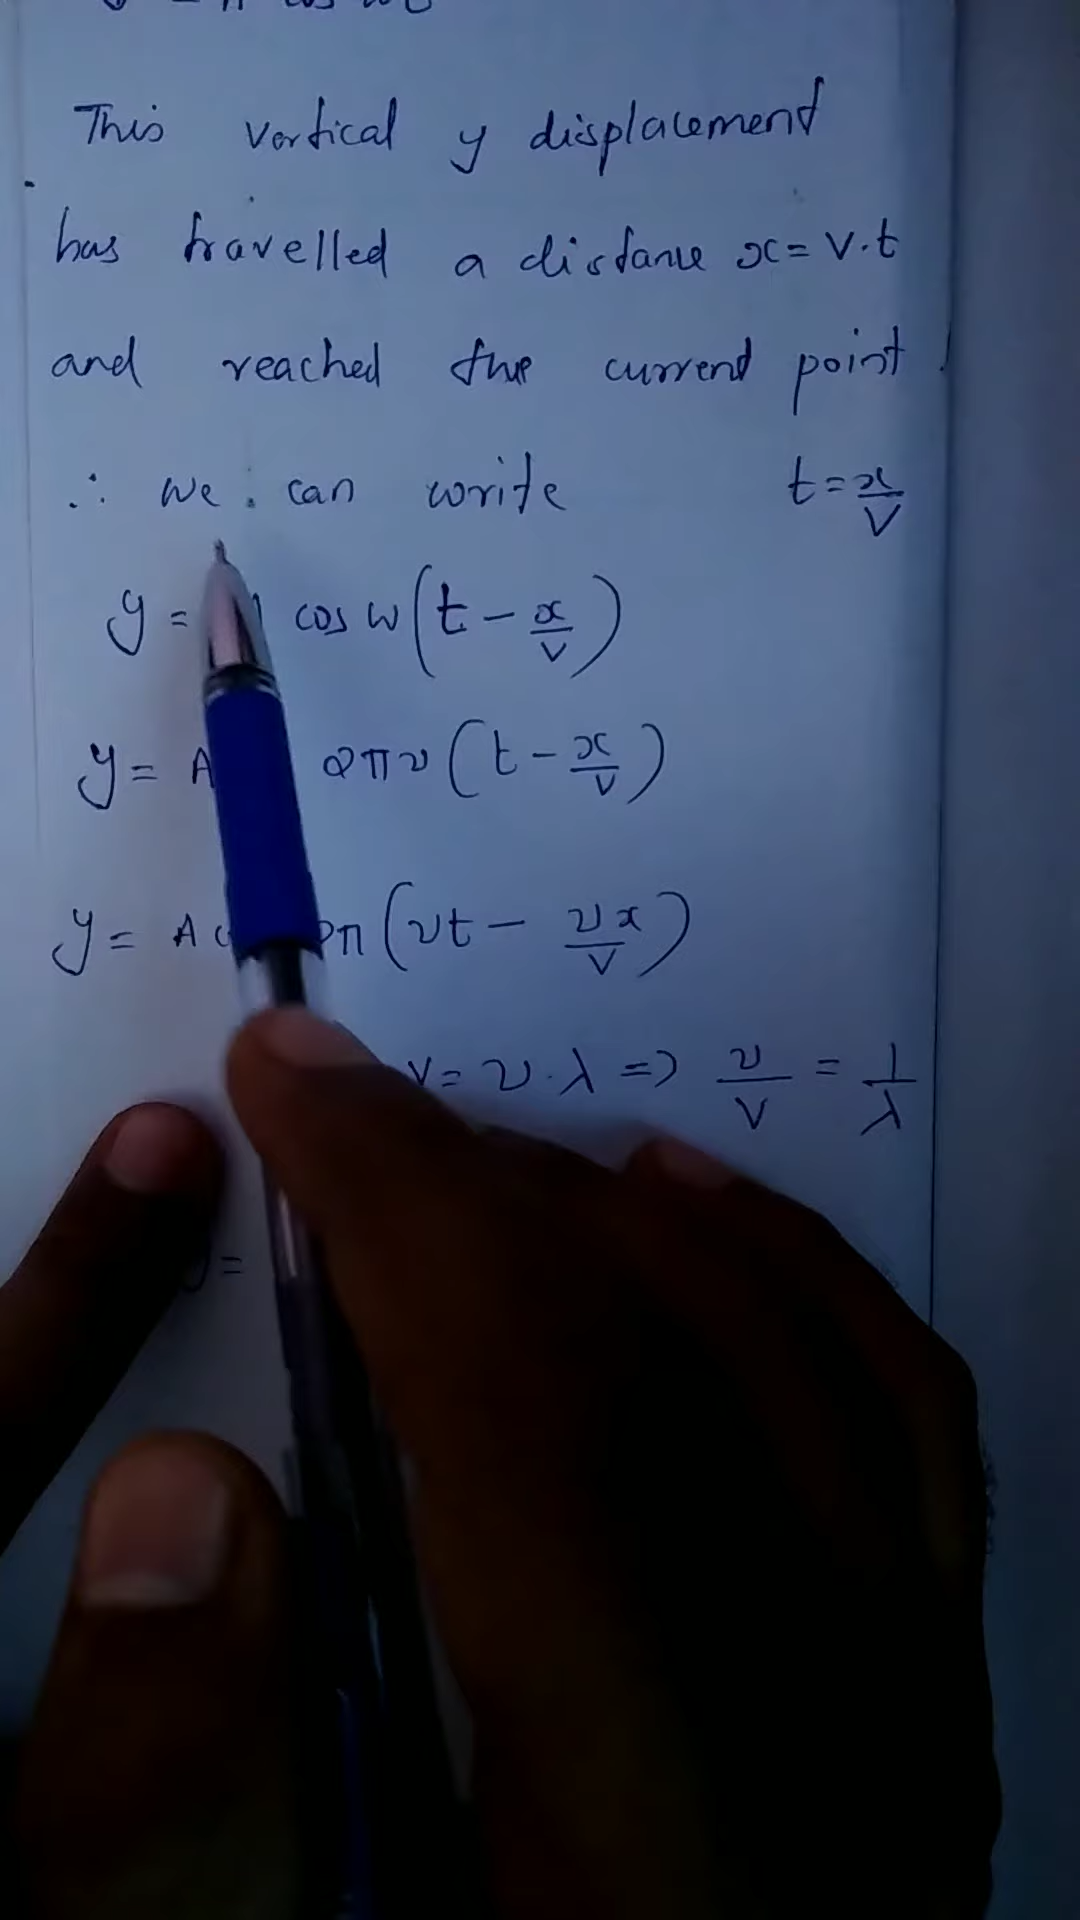 This vertical y displacement
has travelled a distance x = v.t
and reached the current point
∴ we can write t = x/v
y = cos w(t - x/v)
y = A 2πν(t - x/v)
y = A 2π(νt - νx/v)
v = ν.λ => ν/v = 1/λ
y =